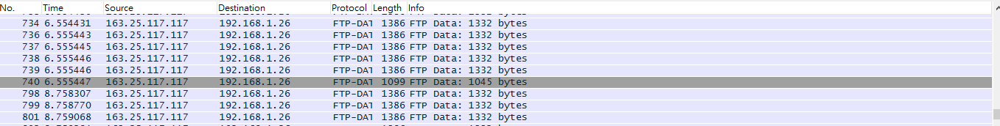 No. Time Source Destination Protocol Length Info
734 6.554431 163.25.117.117 192.168.1.26 FTP-DAT 1386 FTP Data: 1332 bytes
736 6.555443 163.25.117.117 192.168.1.26 FTP-DAT 1386 FTP Data: 1332 bytes
737 6.555445 163.25.117.117 192.168.1.26 FTP-DAT 1386 FTP Data: 1332 bytes
738 6.555446 163.25.117.117 192.168.1.26 FTP-DAT 1386 FTP Data: 1332 bytes
739 6.555446 163.25.117.117 192.168.1.26 FTP-DAT 1386 FTP Data: 1332 bytes
740 6.555447 163.25.117.117 192.168.1.26 FTP-DAT 1099 FTP Data: 1045 bytes
798 8.758307 163.25.117.117 192.168.1.26 FTP-DAT 1386 FTP Data: 1332 bytes
799 8.758770 163.25.117.117 192.168.1.26 FTP-DAT 1386 FTP Data: 1332 bytes
801 8.759068 163.25.117.117 192.168.1.26 FTP-DAT 1386 FTP Data: 1332 bytes